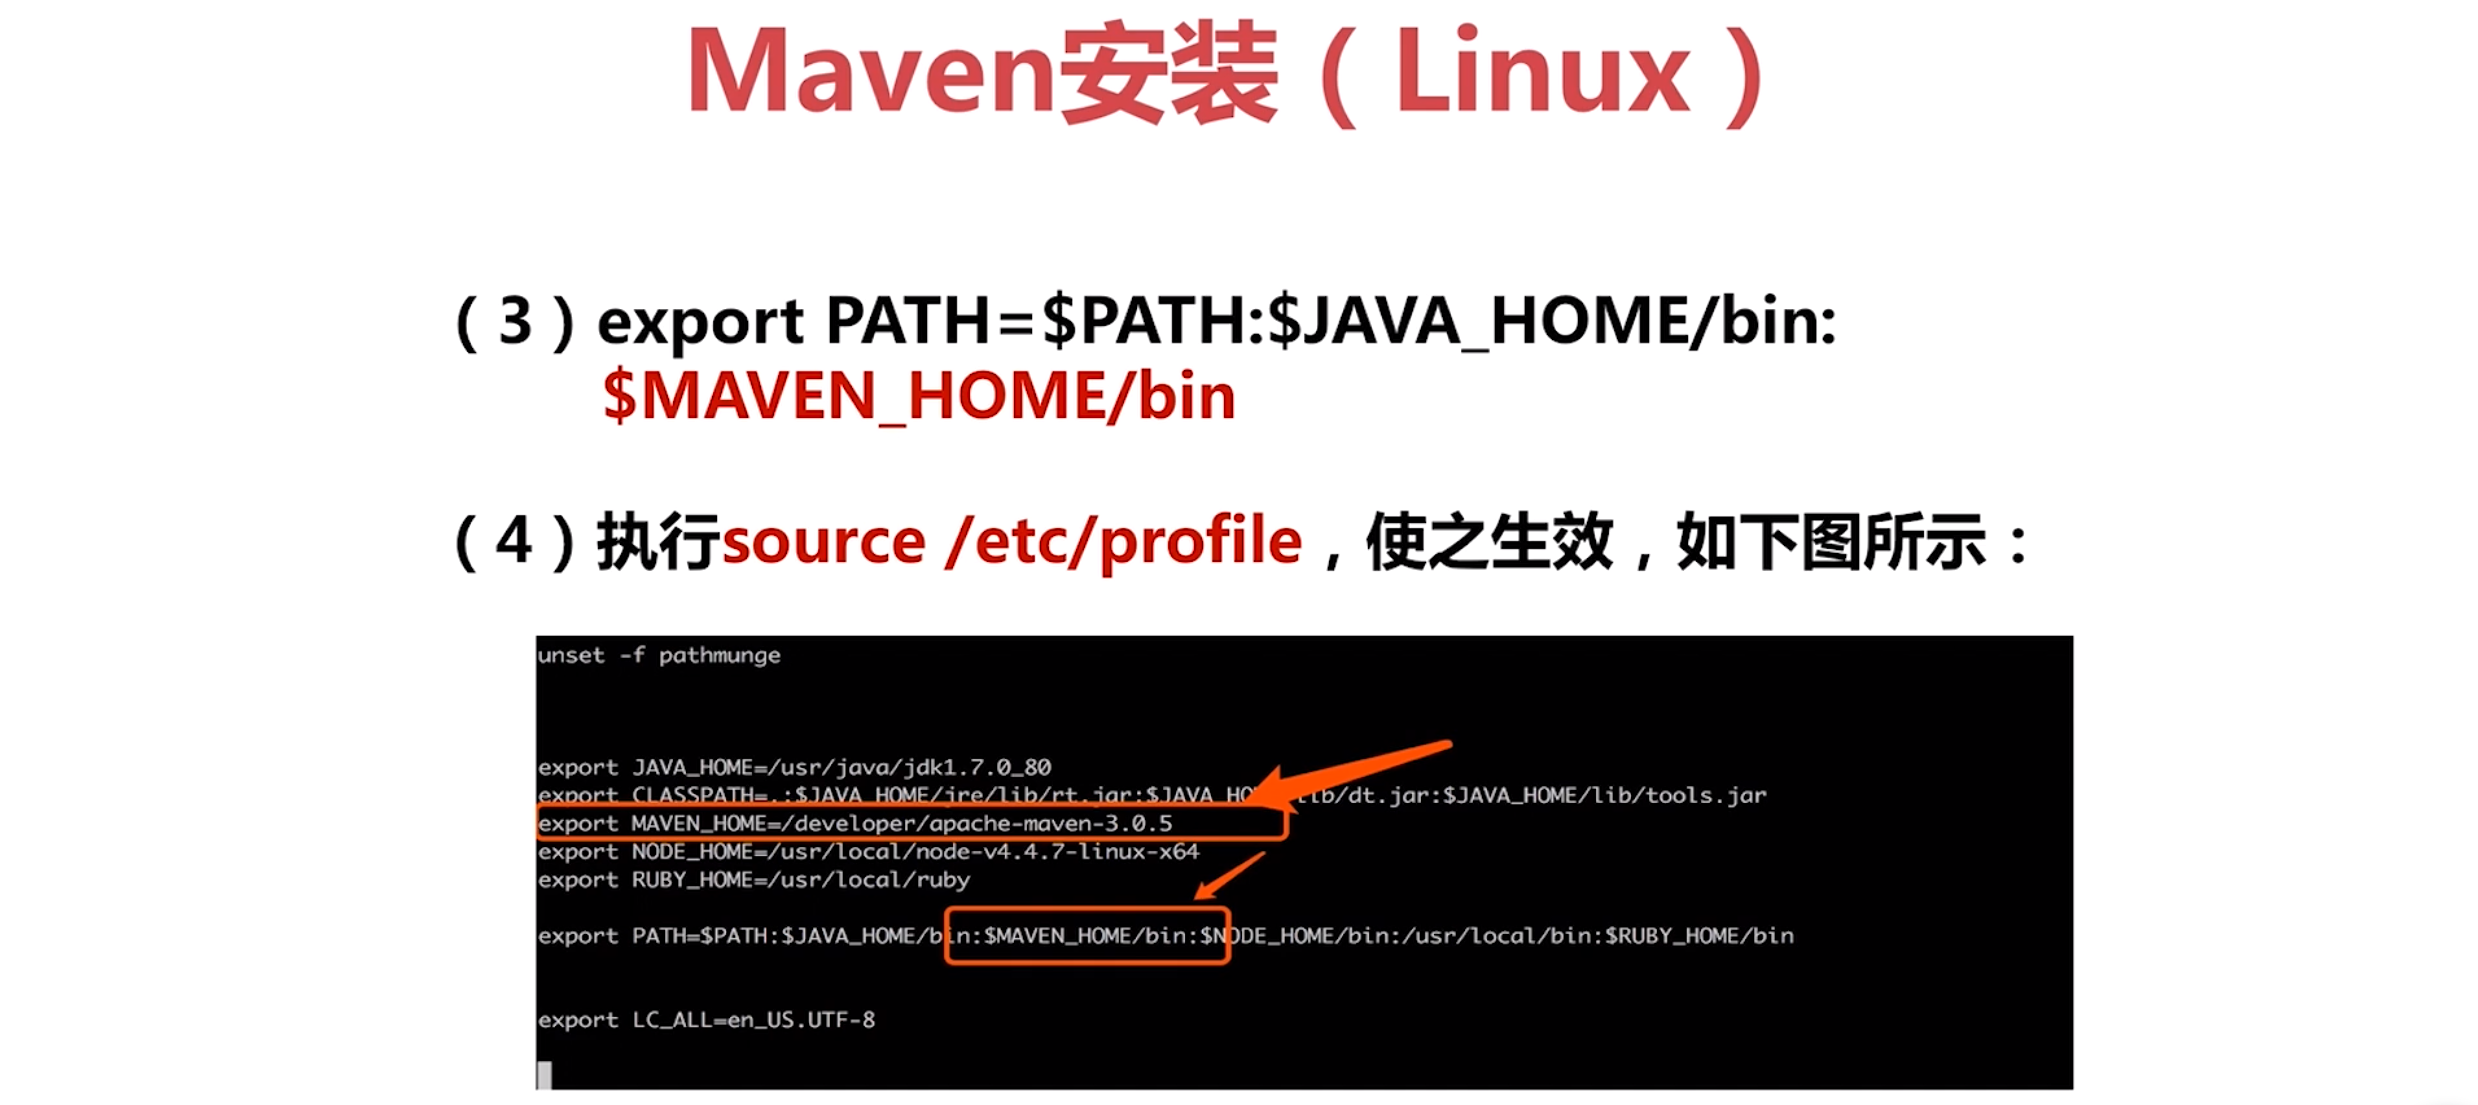 Maven安装（Linux）
（3）export PATH=$PATH:$JAVA_HOME/bin:
$MAVEN_HOME/bin
（4）执行source /etc/profile，使之生效，如下图所示：
unset -f pathmunge
export JAVA_HOME=/usr/java/jdk1.7.0_80
export CLASSPATH=.:$JAVA_HOME/jre/lib/rt.jar:$JAVA_HO lib/dt.jar:$JAVA_HOME/lib/tools.jar
export MAVEN_HOME=/developer/apache-maven-3.0.5
export NODE_HOME=/usr/local/node-v4.4.7-linux-x64
export RUBY_HOME=/usr/local/ruby
export PATH=$PATH:$JAVA_HOME/bin:$MAVEN_HOME/bin:$NODE_HOME/bin:/usr/local/bin:$RUBY_HOME/bin
export LC_ALL=en_US.UTF-8